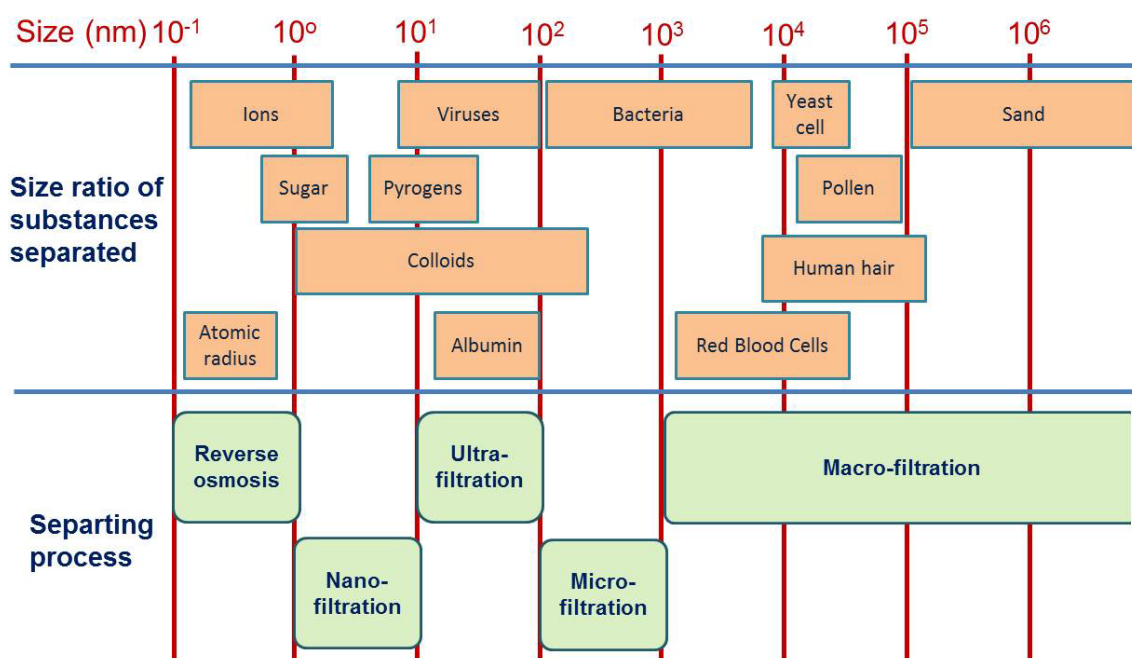 Size (nm) 10⁻¹ 10⁰ 10¹ 10² 10³ 10⁴ 10⁵ 10⁶
Size ratio of
substances
separated
Ions
Viruses
Bacteria
Yeast
cell
Sand
Sugar
Pyrogens
Pollen
Colloids
Human hair
Atomic
radius
Albumin
Red Blood Cells
Separting
process
Reverse
osmosis
Ultra-
filtration
Macro-filtration
Nano-
filtration
Micro-
filtration